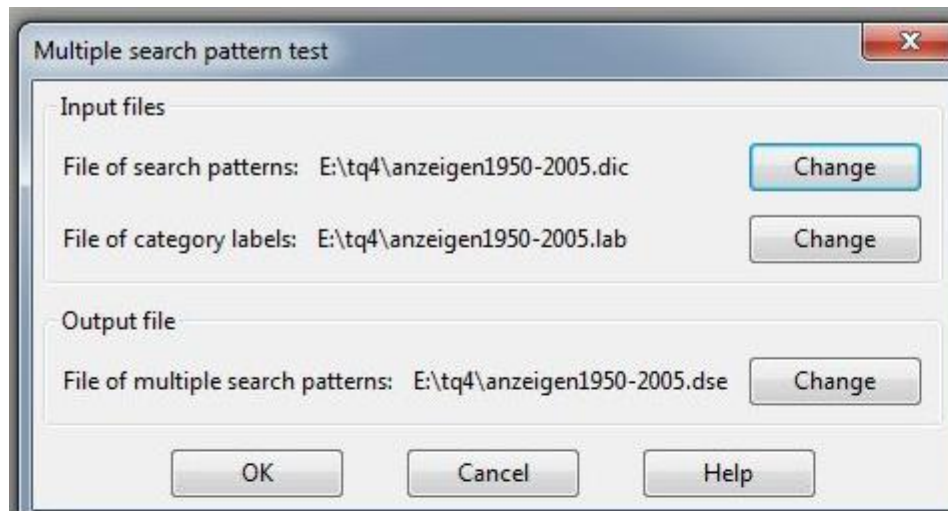 Multiple search pattern test
Input files
File of search patterns: E:\tq4\anzeigen1950-2005.dic Change
File of category labels: E:\tq4\anzeigen1950-2005.lab Change
Output file
File of multiple search patterns: E:\tq4\anzeigen1950-2005.dse Change
OK Cancel Help